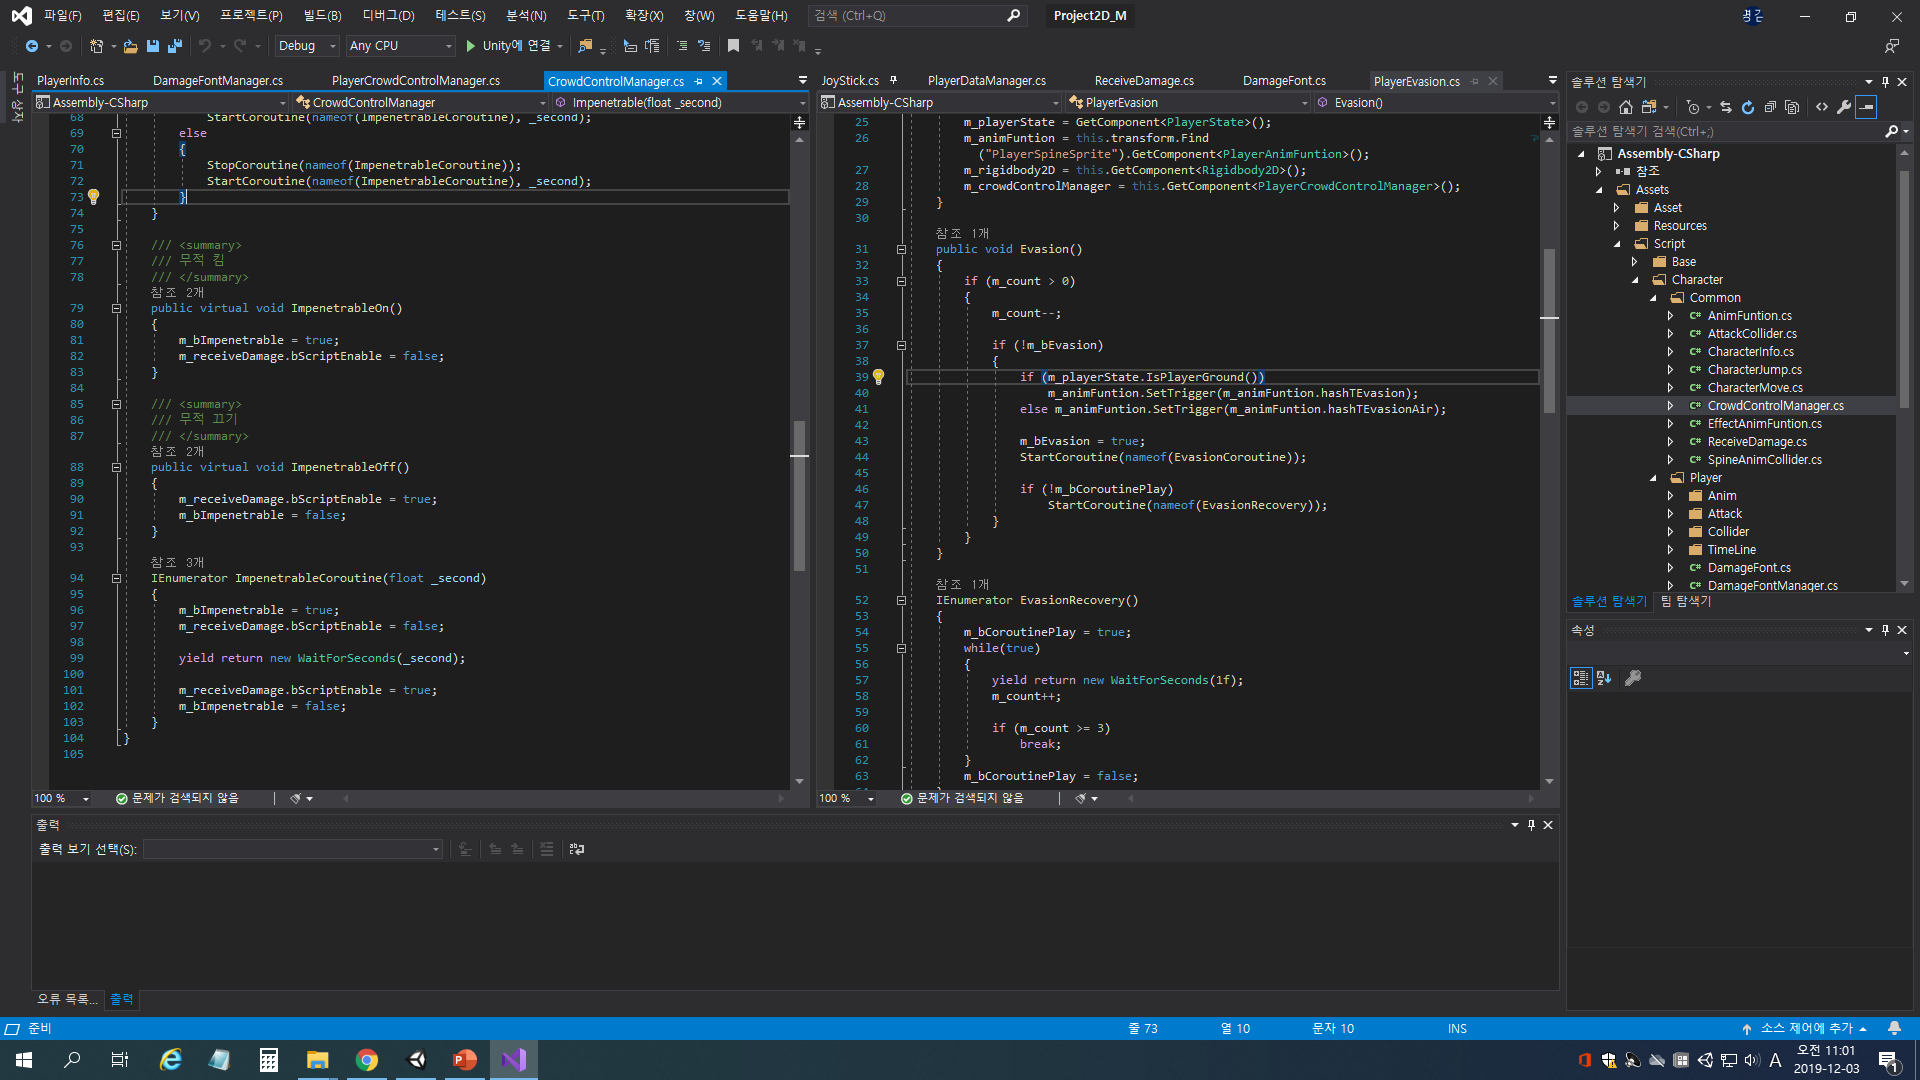 파일(F) 편집(E) 보기(V) 프로젝트(P) 빌드(B) 디버그(D) 테스트(S) 분석(N) 도구(T) 확장(X) 창(W) 도움말(H) 검색 (Ctrl+Q) Project2D_M
Debug Any CPU Unity에 연결
도구 상자
PlayerInfo.cs DamageFontManager.cs PlayerCrowdControlManager.cs CrowdControlManager.cs
Assembly-CSharp CrowdControlManager Impenetrable(float _second)
68 StartCoroutine(nameof(ImpenetrableCoroutine), _second);
69 else
70 {
71 StopCoroutine(nameof(ImpenetrableCoroutine));
72 StartCoroutine(nameof(ImpenetrableCoroutine), _second);
73 }
74 }
75
76 /// <summary>
77 /// 무적 킴
78 /// </summary>
참조 2개
79 public virtual void ImpenetrableOn()
80 {
81 m_bImpenetrable = true;
82 m_receiveDamage.bScriptEnable = false;
83 }
84
85 /// <summary>
86 /// 무적 끄기
87 /// </summary>
참조 2개
88 public virtual void ImpenetrableOff()
89 {
90 m_receiveDamage.bScriptEnable = true;
91 m_bImpenetrable = false;
92 }
93
참조 3개
94 IEnumerator ImpenetrableCoroutine(float _second)
95 {
96 m_bImpenetrable = true;
97 m_receiveDamage.bScriptEnable = false;
98
99 yield return new WaitForSeconds(_second);
100
101 m_receiveDamage.bScriptEnable = true;
102 m_bImpenetrable = false;
103 }
104 }
105
100 % 문제가 검색되지 않음
JoyStick.cs PlayerDataManager.cs ReceiveDamage.cs DamageFont.cs PlayerEvasion.cs
Assembly-CSharp PlayerEvasion Evasion()
25 m_playerState = GetComponent<PlayerState>();
26 m_animFuntion = this.transform.Find
("PlayerSpineSprite").GetComponent<PlayerAnimFuntion>();
27 m_rigidbody2D = this.GetComponent<Rigidbody2D>();
28 m_crowdControlManager = this.GetComponent<PlayerCrowdControlManager>();
29 }
30
참조 1개
31 public void Evasion()
32 {
33 if (m_count > 0)
34 {
35 m_count--;
36
37 if (!m_bEvasion)
38 {
39 if (m_playerState.IsPlayerGround())
40 m_animFuntion.SetTrigger(m_animFuntion.hashTEvasion);
41 else m_animFuntion.SetTrigger(m_animFuntion.hashTEvasionAir);
42
43 m_bEvasion = true;
44 StartCoroutine(nameof(EvasionCoroutine));
45
46 if (!m_bCoroutinePlay)
47 StartCoroutine(nameof(EvasionRecovery));
48 }
49 }
50 }
51
참조 1개
52 IEnumerator EvasionRecovery()
53 {
54 m_bCoroutinePlay = true;
55 while(true)
56 {
57 yield return new WaitForSeconds(1f);
58 m_count++;
59
60 if (m_count >= 3)
61 break;
62 }
63 m_bCoroutinePlay = false;
100 % 문제가 검색되지 않음
솔루션 탐색기
솔루션 탐색기 검색(Ctrl+;)
Assembly-CSharp
참조
Assets
Asset
Resources
Script
Base
Character
Common
C# AnimFuntion.cs
C# AttackCollider.cs
C# CharacterInfo.cs
C# CharacterJump.cs
C# CharacterMove.cs
C# CrowdControlManager.cs
C# EffectAnimFuntion.cs
C# ReceiveDamage.cs
C# SpineAnimCollider.cs
Player
Anim
Attack
Collider
TimeLine
C# DamageFont.cs
C# DamageFontManager.cs
솔루션 탐색기 팀 탐색기
속성
출력
출력 보기 선택(S):
오류 목록... 출력
준비 줄 73 열 10 문자 10 INS 소스 제어에 추가
A 오전 11:01
2019-12-03
1